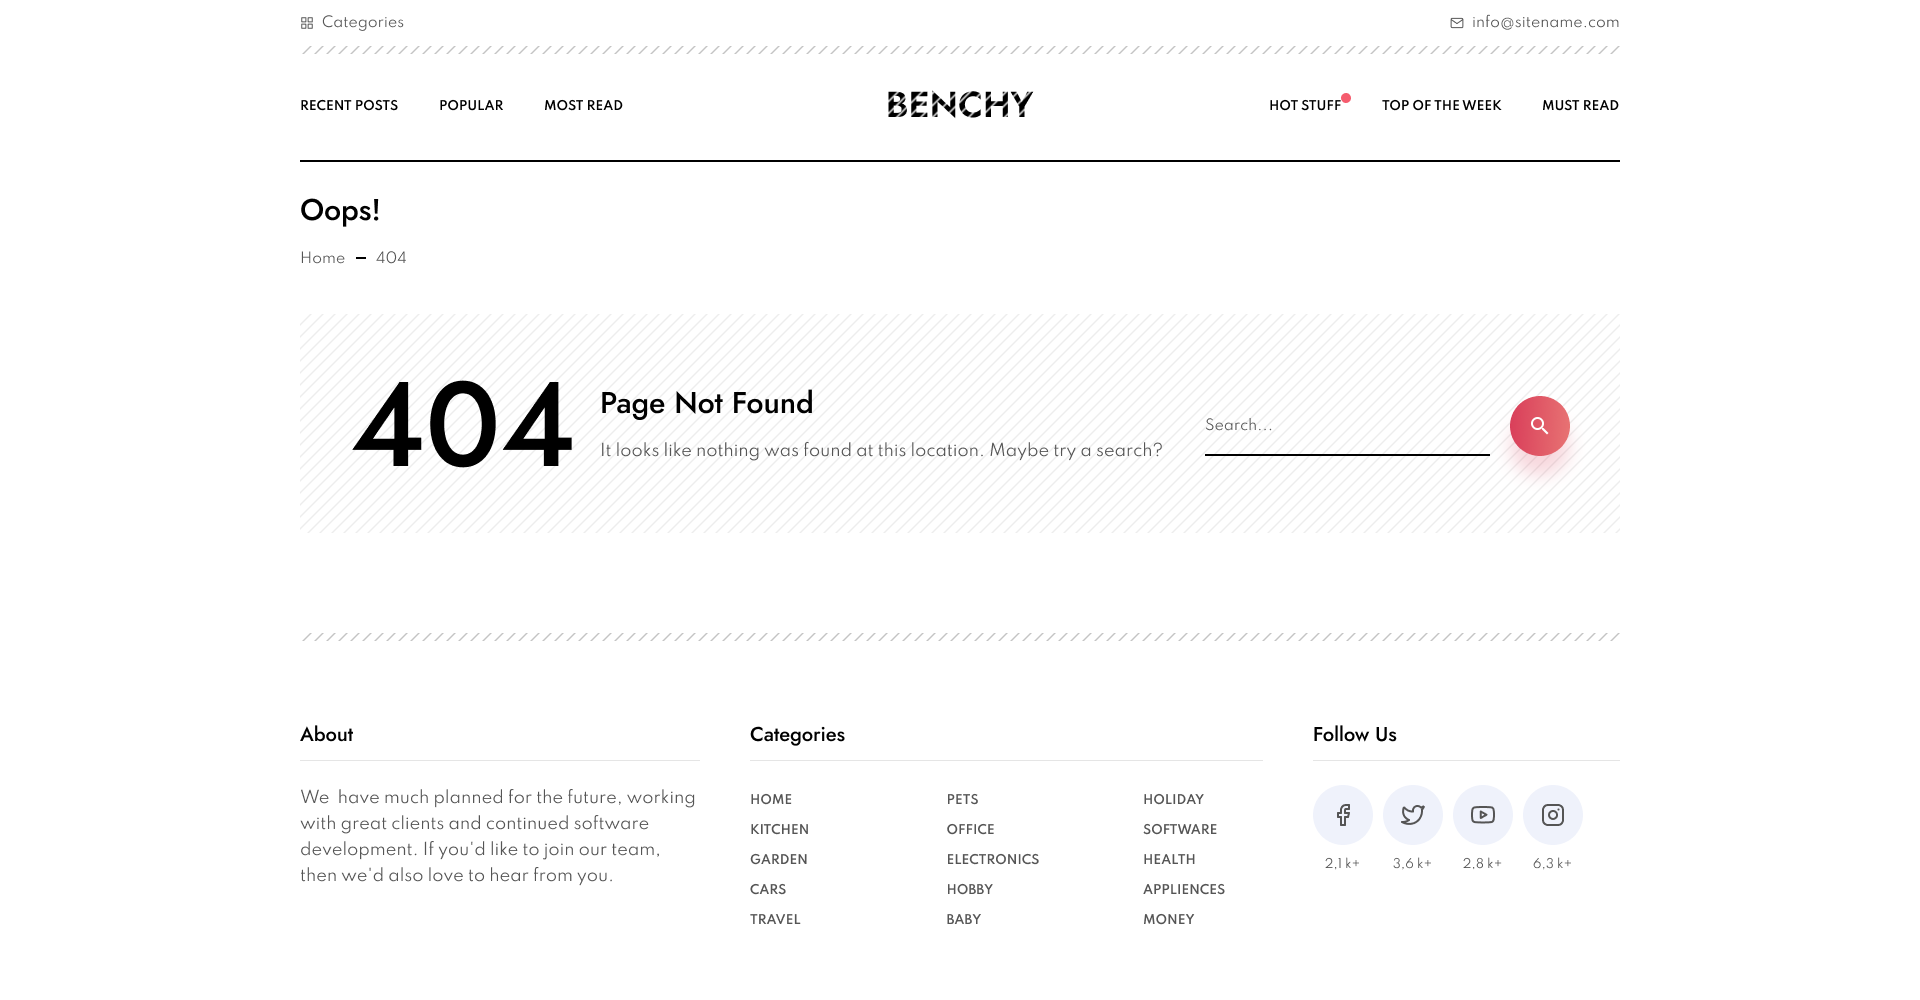 Categories
info@sitename.com
RECENT POSTS
POPULAR
MOST READ
BENCHY
HOT STUFF
TOP OF THE WEEK
MUST READ
Oops!
Home
404
404
Page Not Found
It looks like nothing was found at this location. Maybe try a search?
Search...
About
We  have much planned for the future, working
with great clients and continued software
development. If you'd like to join our team,
then we'd also love to hear from you.
Categories
HOME
KITCHEN
GARDEN
CARS
TRAVEL
PETS
OFFICE
ELECTRONICS
HOBBY
BABY
HOLIDAY
SOFTWARE
HEALTH
APPLIENCES
MONEY
Follow Us
2,1 k+
3,6 k+
2,8 k+
6,3 k+